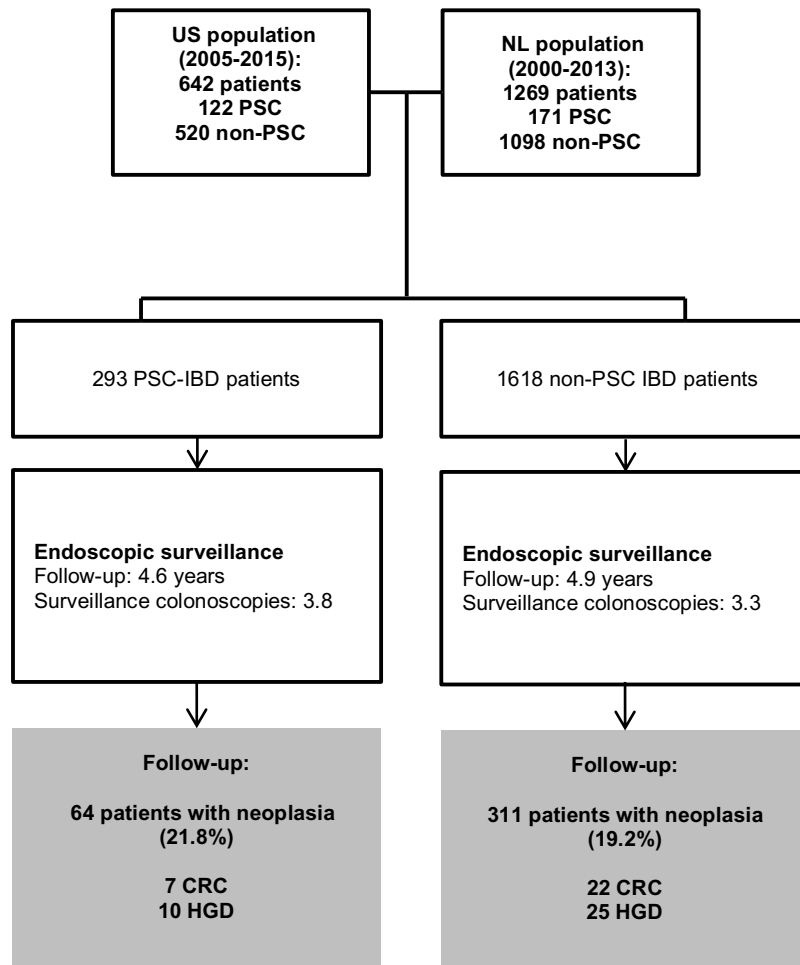 US population
(2005-2015):
642 patients
122 PSC
520 non-PSC
NL population
(2000-2013):
1269 patients
171 PSC
1098 non-PSC
293 PSC-IBD patients
1618 non-PSC IBD patients
Endoscopic surveillance
Follow-up: 4.6 years
Surveillance colonoscopies: 3.8
Endoscopic surveillance
Follow-up: 4.9 years
Surveillance colonoscopies: 3.3
Follow-up:
64 patients with neoplasia
(21.8%)
7 CRC
10 HGD
Follow-up:
311 patients with neoplasia
(19.2%)
22 CRC
25 HGD